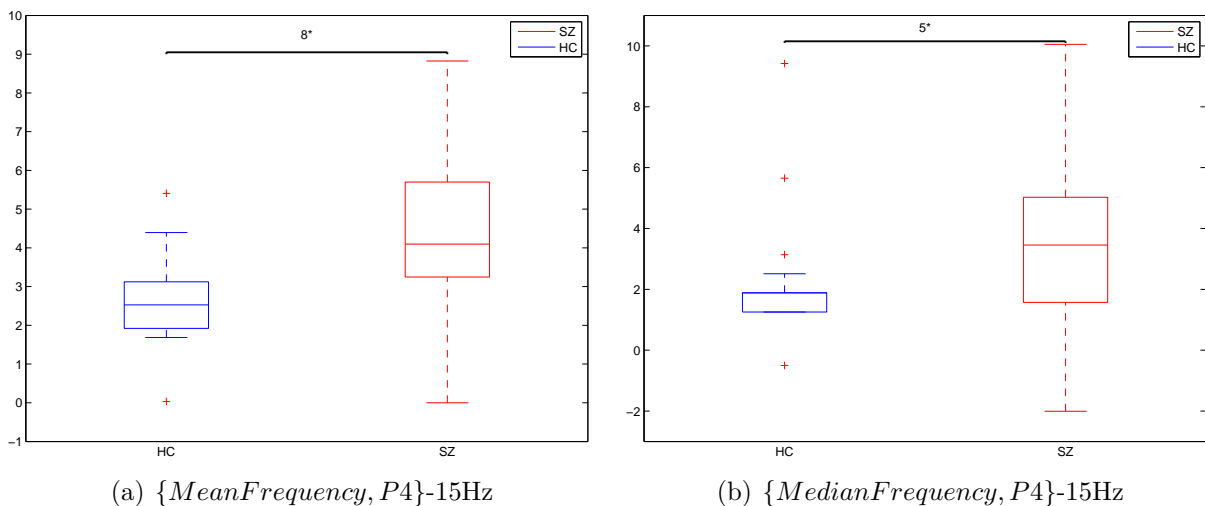 10
9
8
7
6
5
4
3
2
1
0
−1
8*
SZ
HC
HC
SZ
10
8
6
4
2
0
−2
5*
SZ
HC
HC
SZ
(a) {MeanFrequency, P4}-15Hz
(b) {MedianFrequency, P4}-15Hz